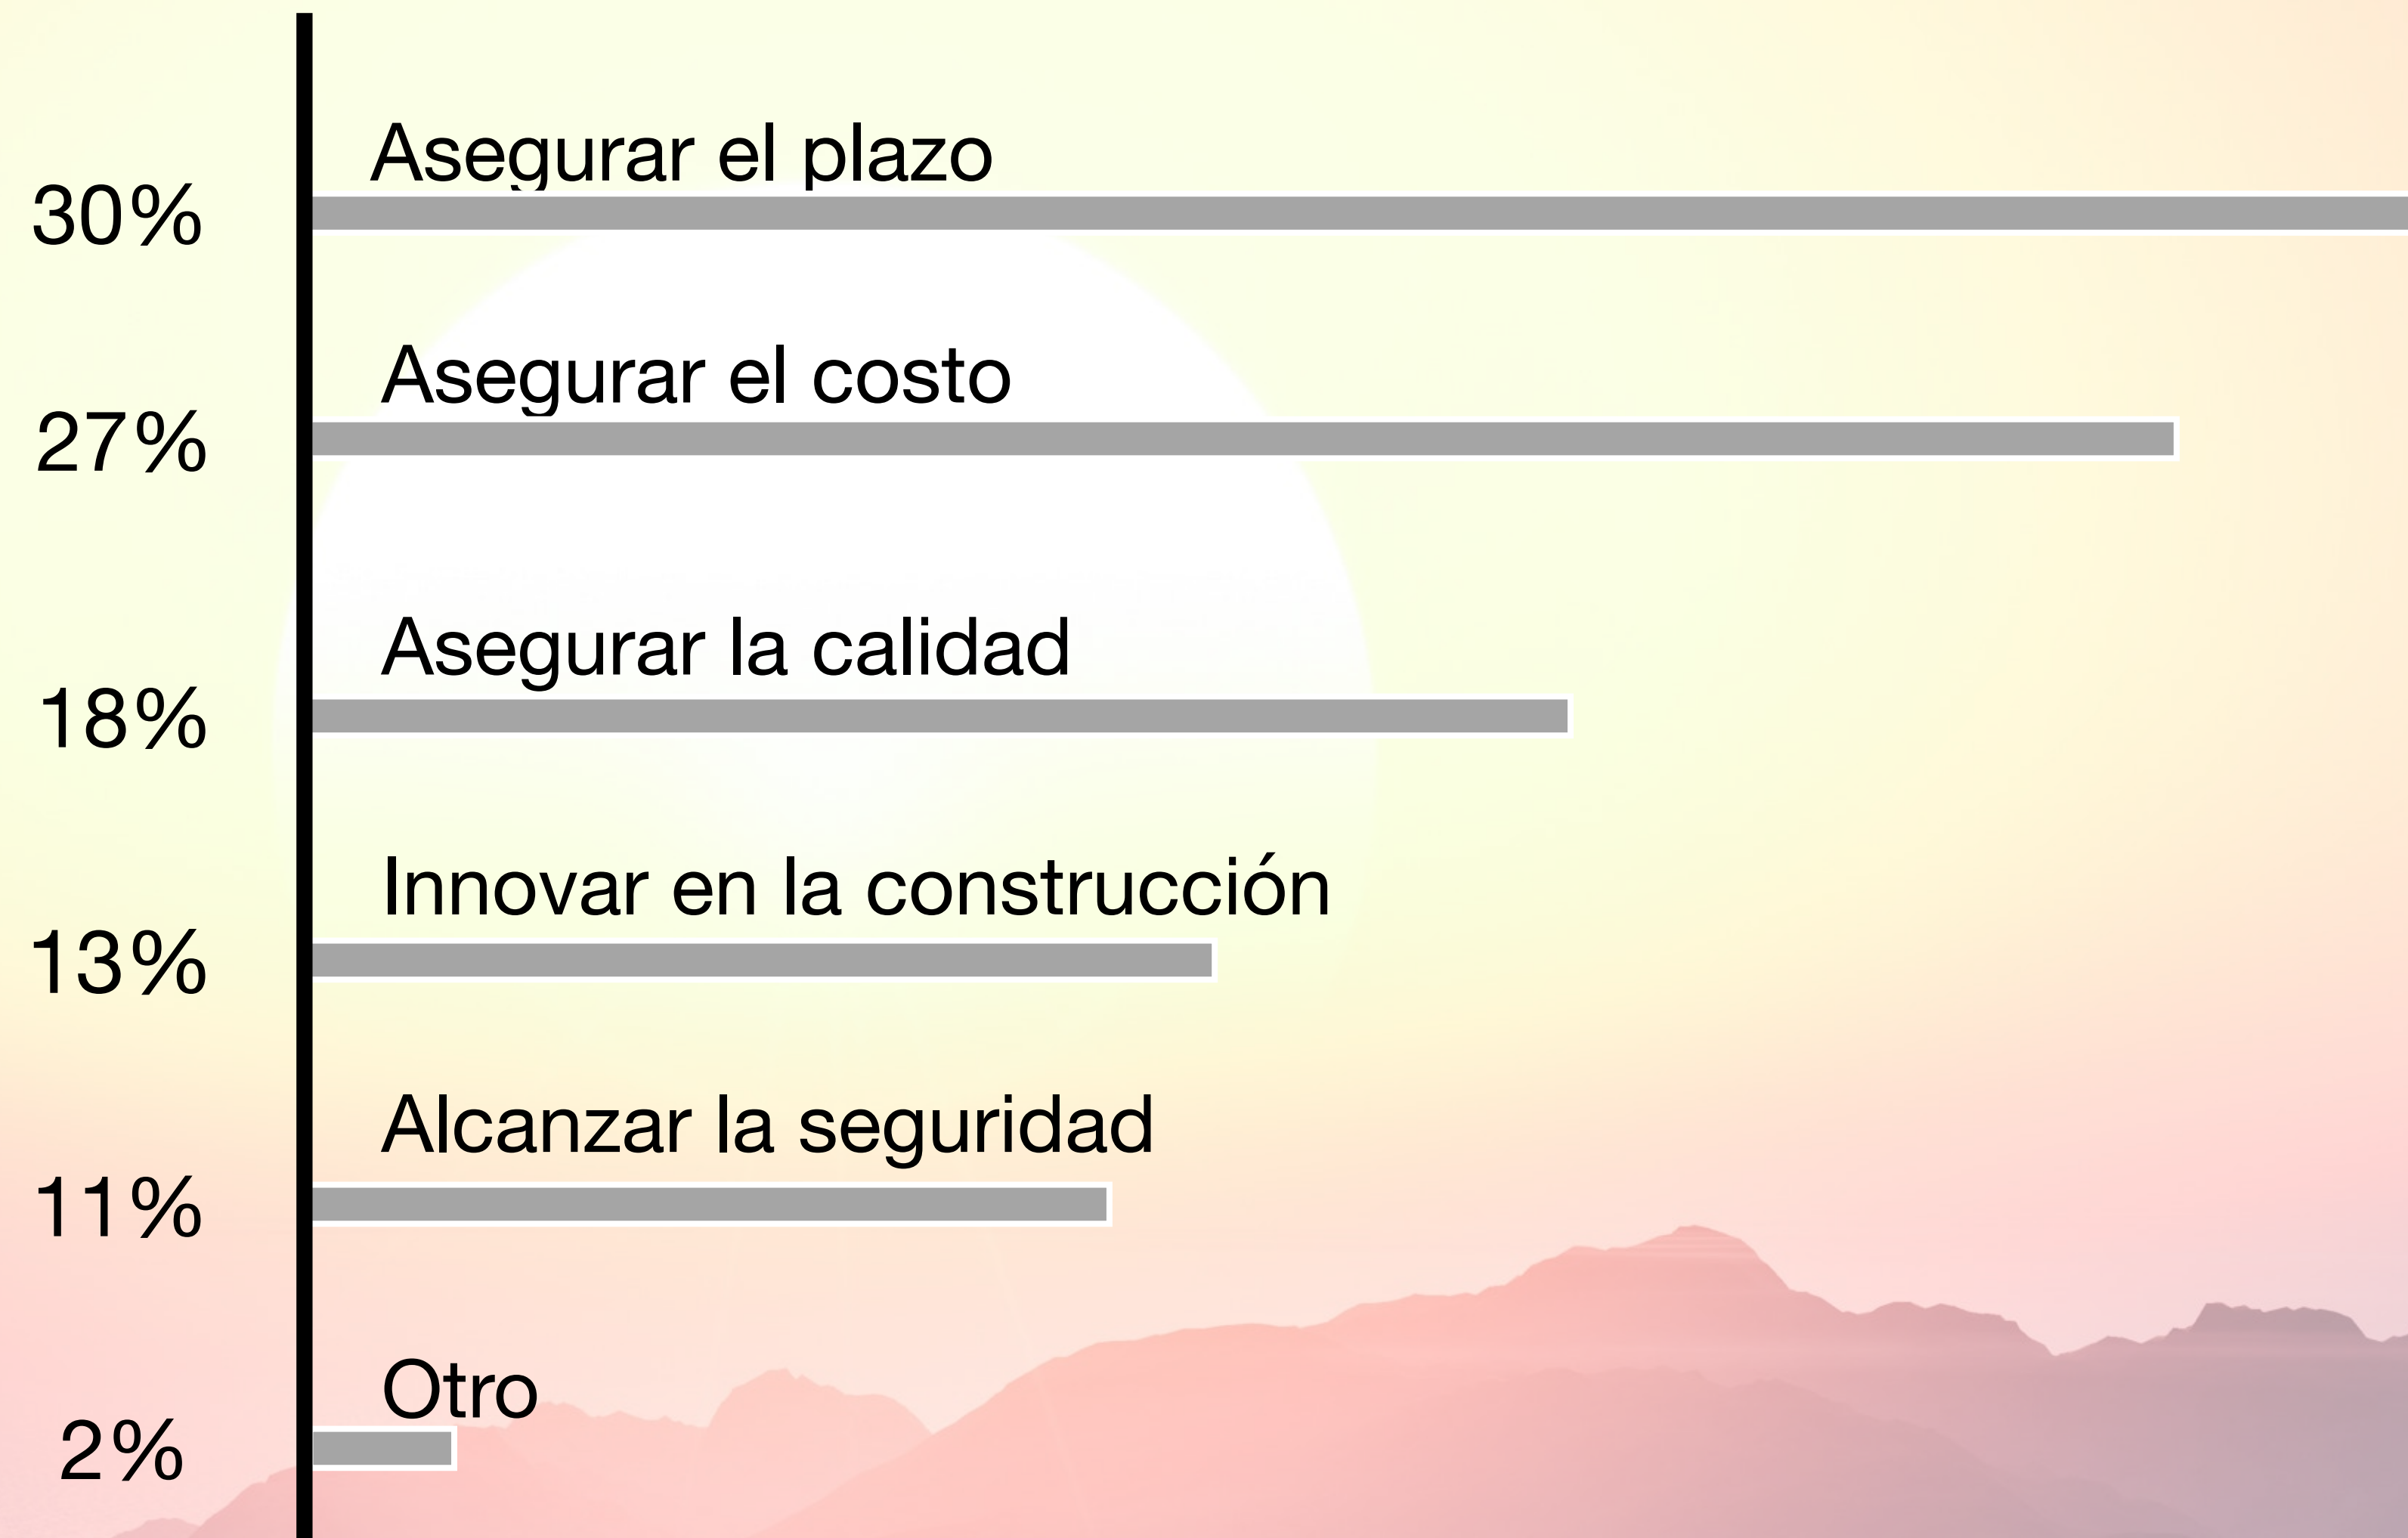 Asegurar el plazo
30%
Asegurar el costo
27%
Asegurar la calidad
18%
Innovar en la construcción
13%
Alcanzar la seguridad
11%
Otro
2%